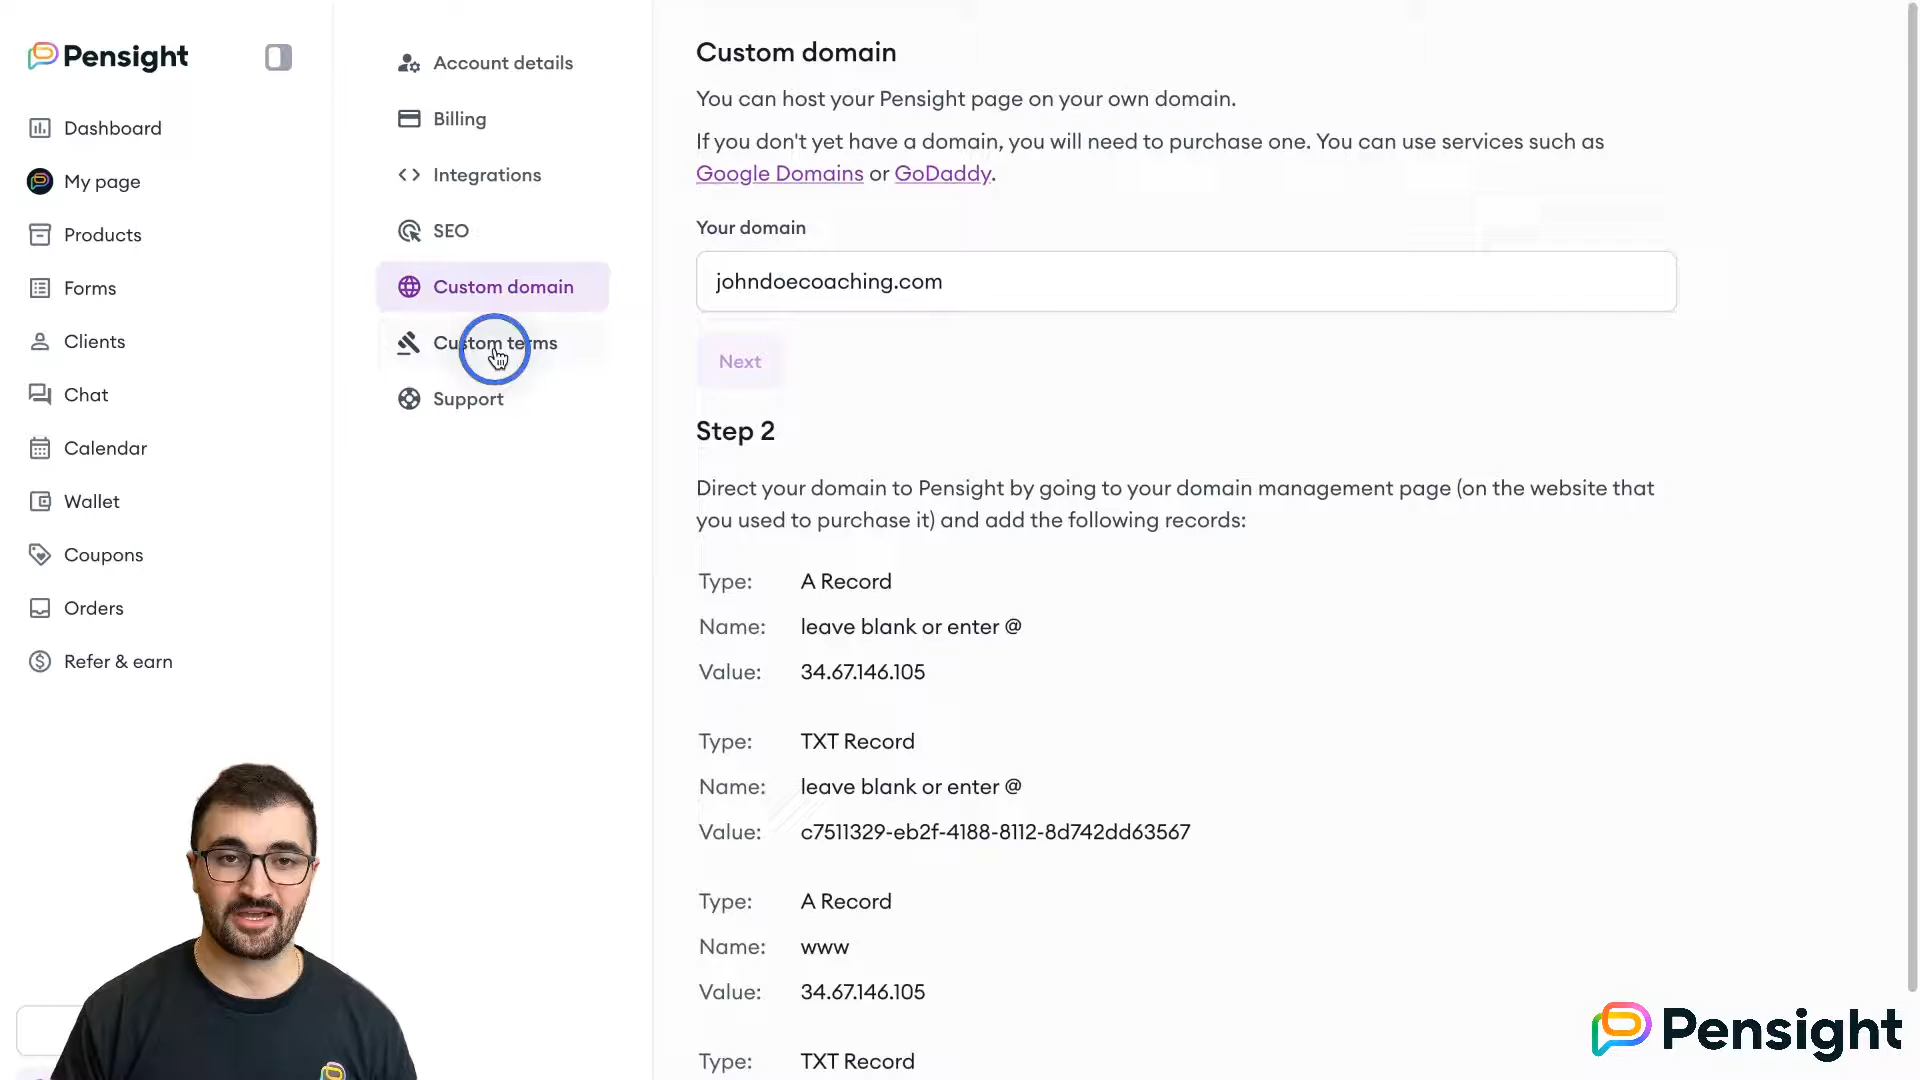 Pensight
Dashboard
My page
Products
Forms
Clients
Chat
Calendar
Wallet
Coupons
Orders
Refer & earn
Account details
Billing
Integrations
SEO
Custom domain
Custom terms
Support
Custom domain
You can host your Pensight page on your own domain.
If you don't yet have a domain, you will need to purchase one. You can use services such as
Google Domains or GoDaddy.
Your domain
johndoecoaching.com
Next
Step 2
Direct your domain to Pensight by going to your domain management page (on the website that
you used to purchase it) and add the following records:
Type: A Record
Name: leave blank or enter @
Value: 34.67.146.105
Type: TXT Record
Name: leave blank or enter @
Value: c7511329-eb2f-4188-8112-8d742dd63567
Type: A Record
Name: www
Value: 34.67.146.105
Type: TXT Record
Pensight